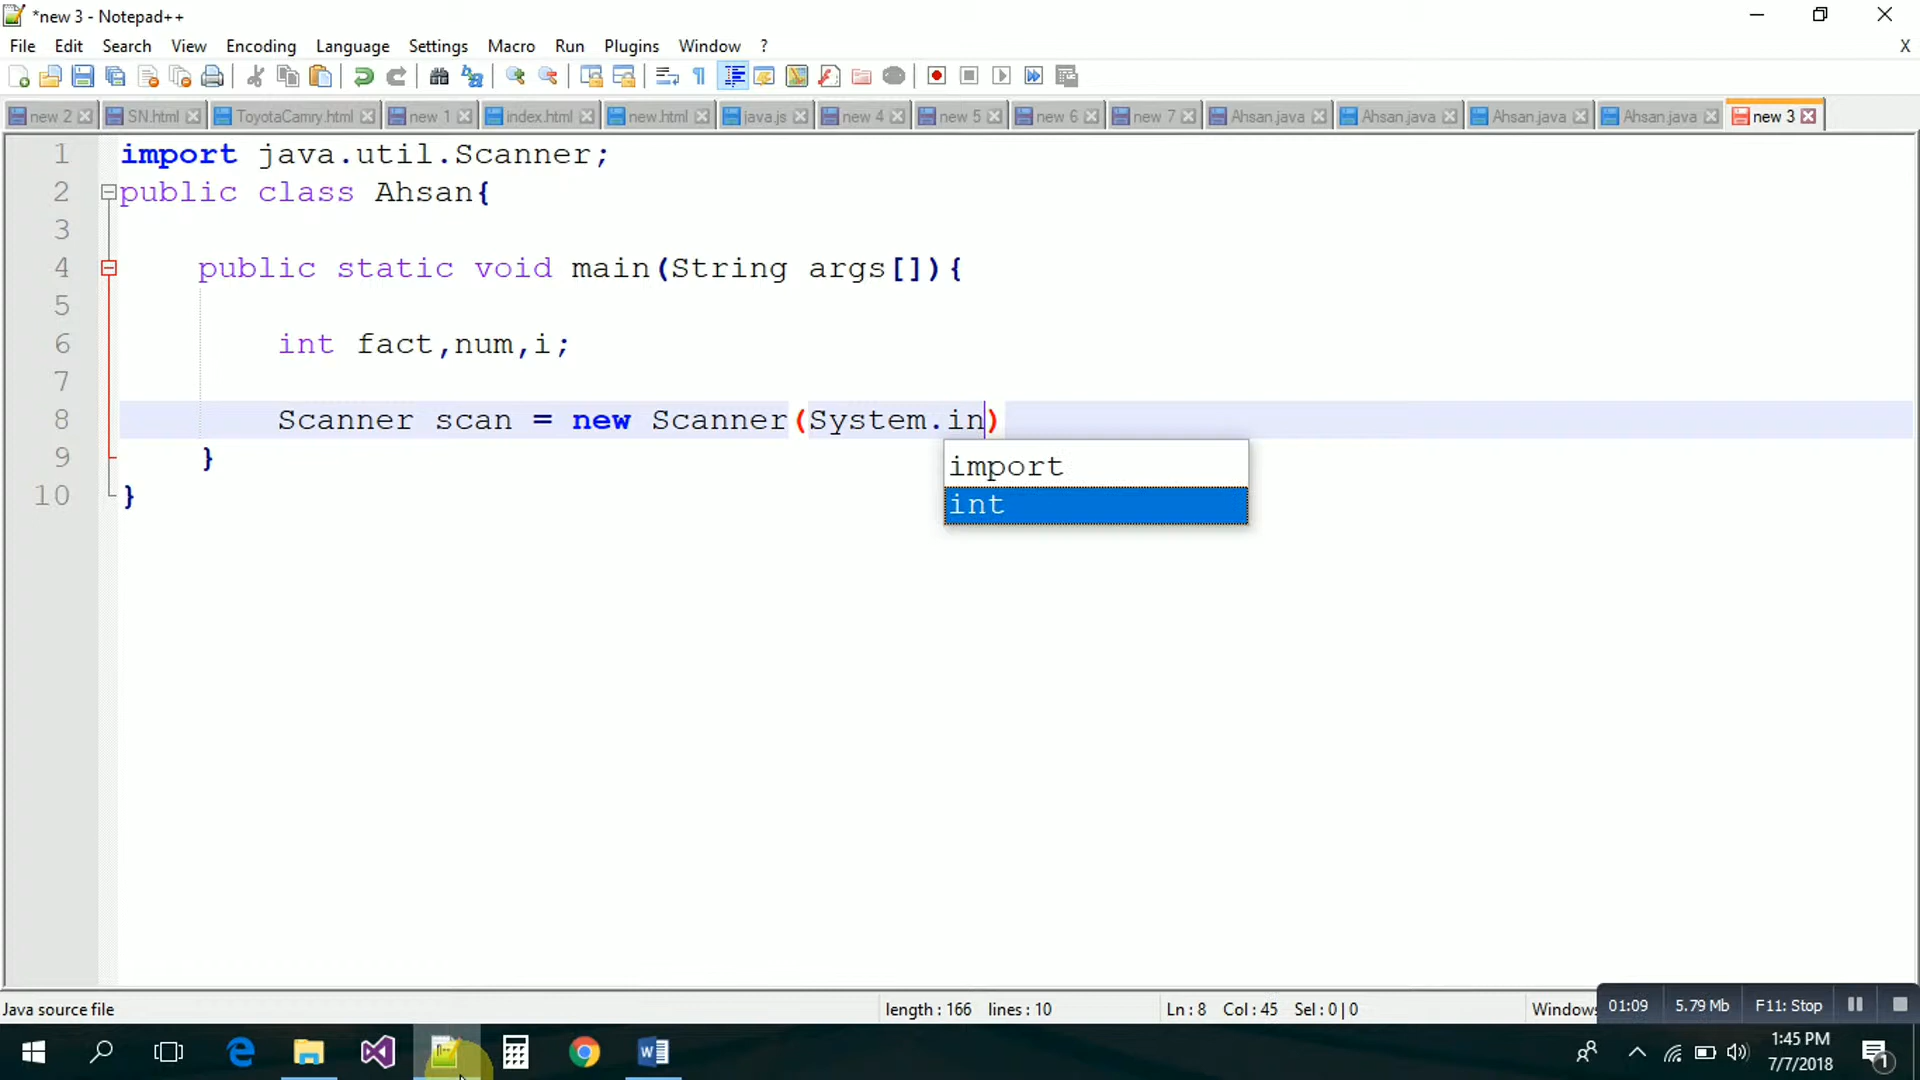 *new 3 - Notepad++
File Edit Search View Encoding Language Settings Macro Run Plugins Window ? X
new 2 SN.html ToyotaCamry.html new 1 index.html new.html java.js new 4 new 5 new 6 new 7 Ahsan.java Ahsan.java Ahsan.java Ahsan.java new 3
1 import java.util.Scanner;
2 public class Ahsan{
3
4 public static void main(String args[]){
5
6 int fact,num,i;
7
8 Scanner scan = new Scanner(System.in)
import
9 }
int
10 }
Java source file length : 166 lines : 10 Ln : 8 Col : 45 Sel : 0 | 0 Windows 01:09 5.79 Mb F11: Stop
1:45 PM
7/7/2018
1